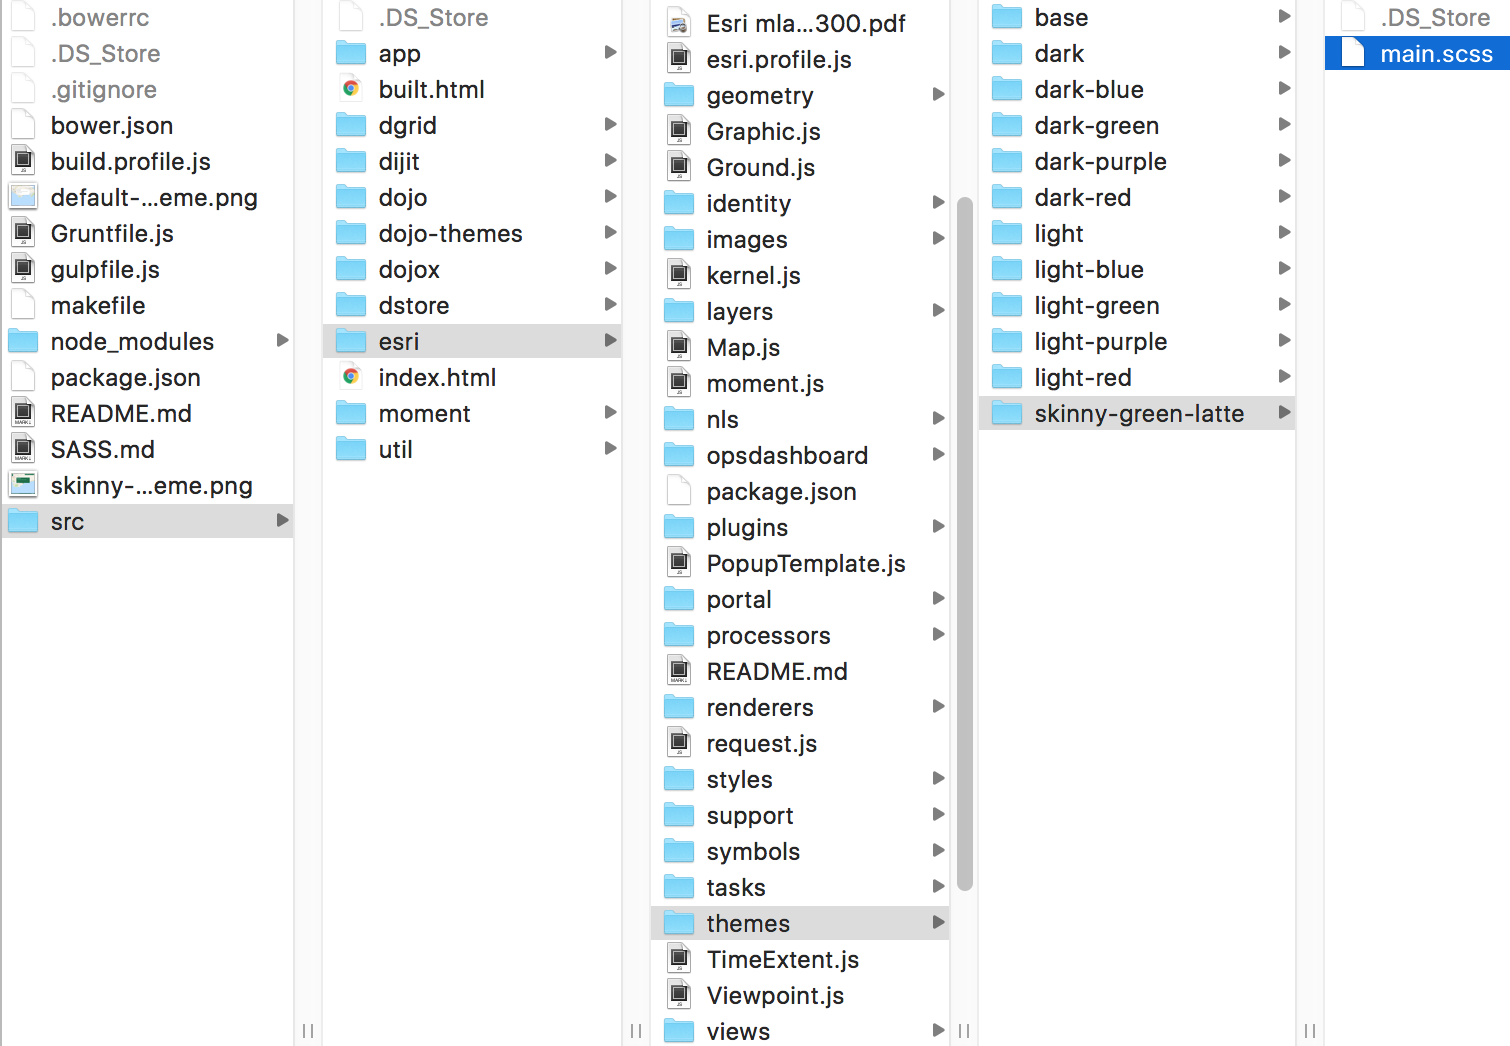 .bowerrc
.DS_Store
.gitignore
bower.json
build.profile.js
default-...eme.png
Gruntfile.js
gulpfile.js
makefile
node_modules
package.json
README.md
SASS.md
skinny-...eme.png
src
.DS_Store
app
built.html
dgrid
dijit
dojo
dojo-themes
dojox
dstore
esri
index.html
moment
util
Esri mla...300.pdf
esri.profile.js
geometry
Graphic.js
Ground.js
identity
images
kernel.js
layers
Map.js
moment.js
nls
opsdashboard
package.json
plugins
PopupTemplate.js
portal
processors
README.md
renderers
request.js
styles
support
symbols
tasks
themes
TimeExtent.js
Viewpoint.js
views
base
dark
dark-blue
dark-green
dark-purple
dark-red
light
light-blue
light-green
light-purple
light-red
skinny-green-latte
.DS_Store
main.scss